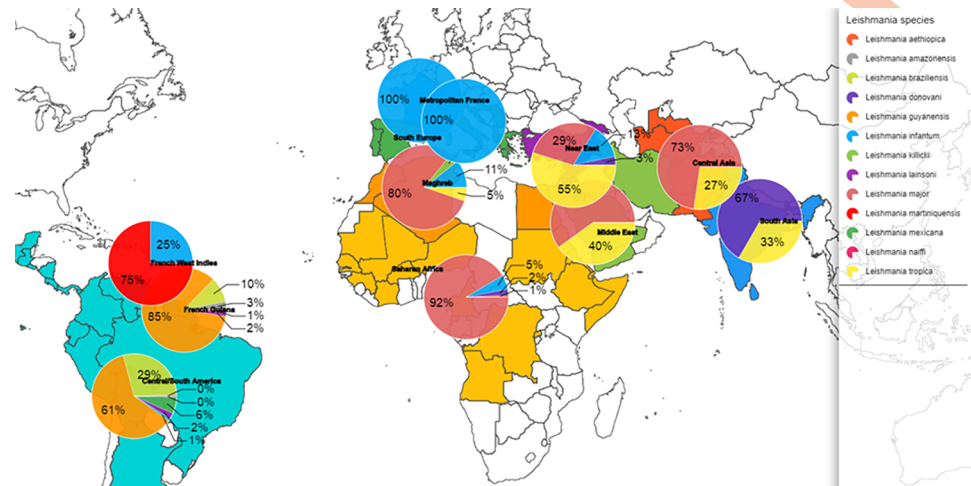 Leishmania species
Leishmania aethiopica
Leishmania amazonensis
Leishmania braziliensis
Leishmania donovani
Leishmania guyanensis
Leishmania infantum
Leishmania killicki
Leishmania lainsoni
Leishmania major
Leishmania martiniquensis
Leishmania mexicana
Leishmania naiffi
Leishmania tropica
100%
Metropolitan France
100%
South Europe
29%
13%
Near East
3%
55%
73%
Central Asia
27%
Maghreb
11%
80%
5%
67%
South Asia
33%
Middle East
40%
Saharan Africa
5%
2%
1%
92%
25%
French West Indies
75%
10%
3%
French Guiana
1%
85%
2%
29%
Central/South America
0%
0%
61%
6%
2%
1%